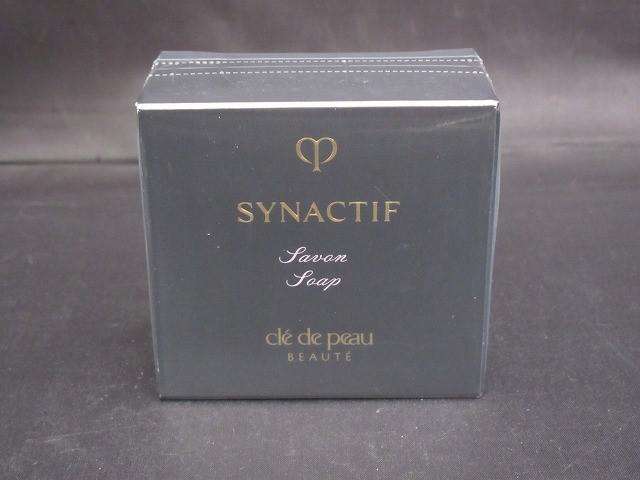 SYNACTIF
Savon
Soap
clé de peau
BEAUTÉ